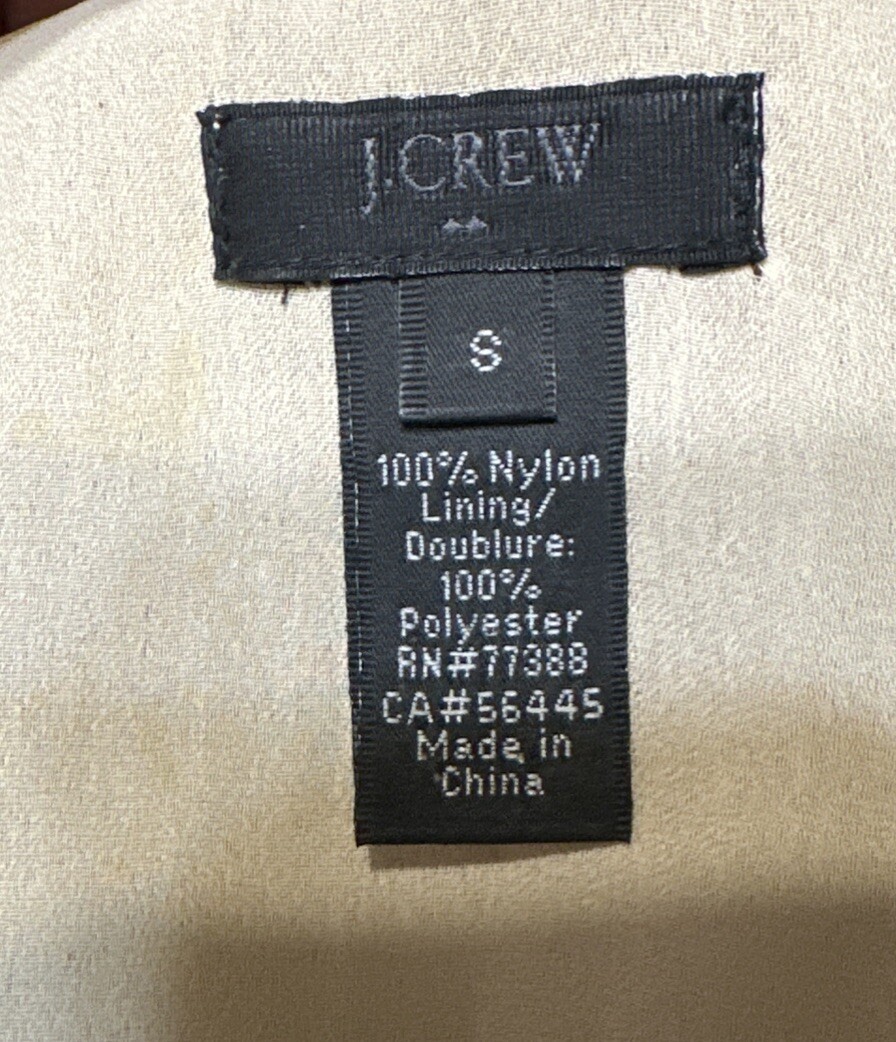 J.CREW
S
100% Nylon
Lining/
Doublure:
100%
Polyester
RN#77388
CA#56445
Made in
China